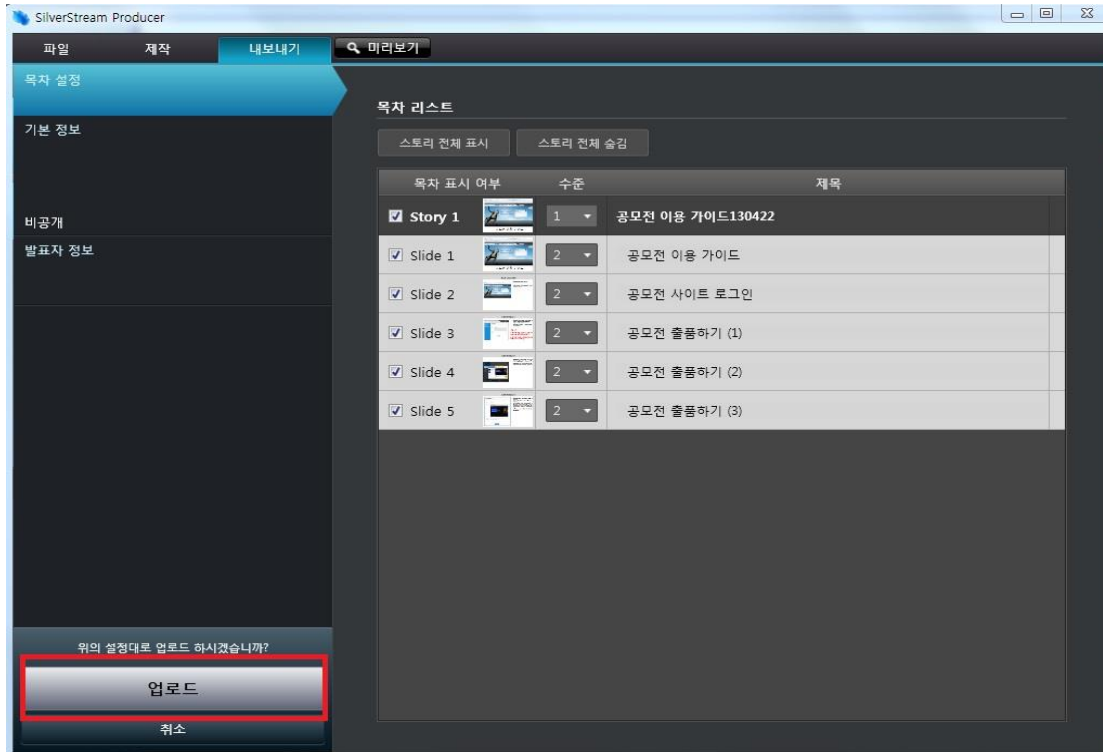 SilverStream Producer
파일 제작 내보내기 미리보기
목차 설정
기본 정보
비공개
발표자 정보
위의 설정대로 업로드 하시겠습니까?
업로드
취소
목차 리스트
스토리 전체 표시 스토리 전체 숨김
목차 표시 여부 수준 제목
Story 1 1 공모전 이용 가이드130422
Slide 1 2 공모전 이용 가이드
Slide 2 2 공모전 사이트 로그인
Slide 3 2 공모전 출품하기 (1)
Slide 4 2 공모전 출품하기 (2)
Slide 5 2 공모전 출품하기 (3)